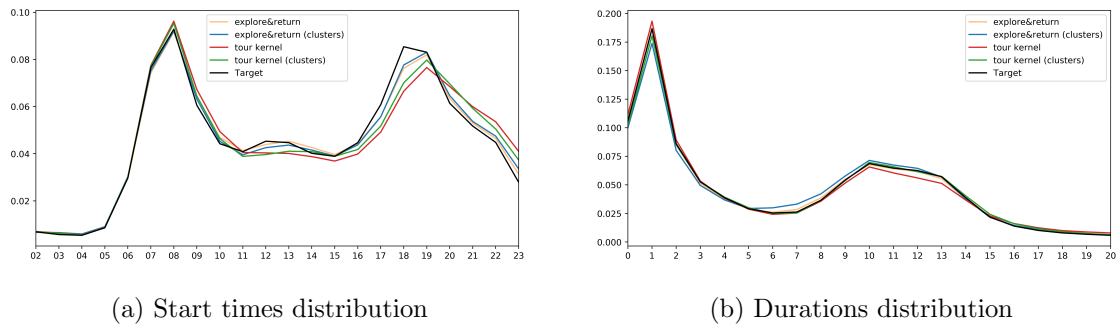 0.10
0.08
0.06
0.04
0.02
02 03 04 05 06 07 08 09 10 11 12 13 14 15 16 17 18 19 20 21 22 23
explore&return
explore&return (clusters)
tour kernel
tour kernel (clusters)
Target
(a) Start times distribution
0.200
0.175
0.150
0.125
0.100
0.075
0.050
0.025
0.000
0 1 2 3 4 5 6 7 8 9 10 11 12 13 14 15 16 17 18 19 20
explore&return
explore&return (clusters)
tour kernel
tour kernel (clusters)
Target
(b) Durations distribution